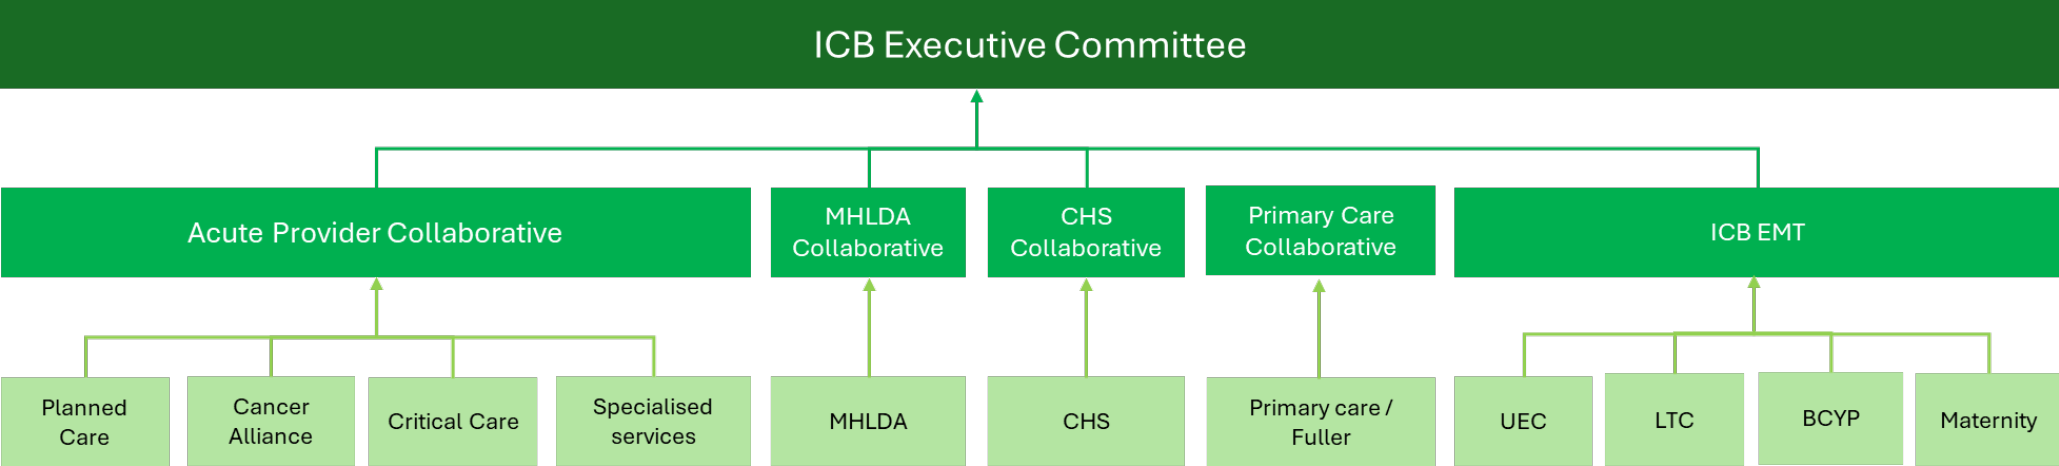 ICB Executive Committee
Acute Provider Collaborative
MHLDA
Collaborative
CHS
Collaborative
Primary Care
Collaborative
ICB EMT
Planned
Care
Cancer
Alliance
Critical Care
Specialised
services
MHLDA
CHS
Primary care /
Fuller
UEC
LTC
BCYP
Maternity